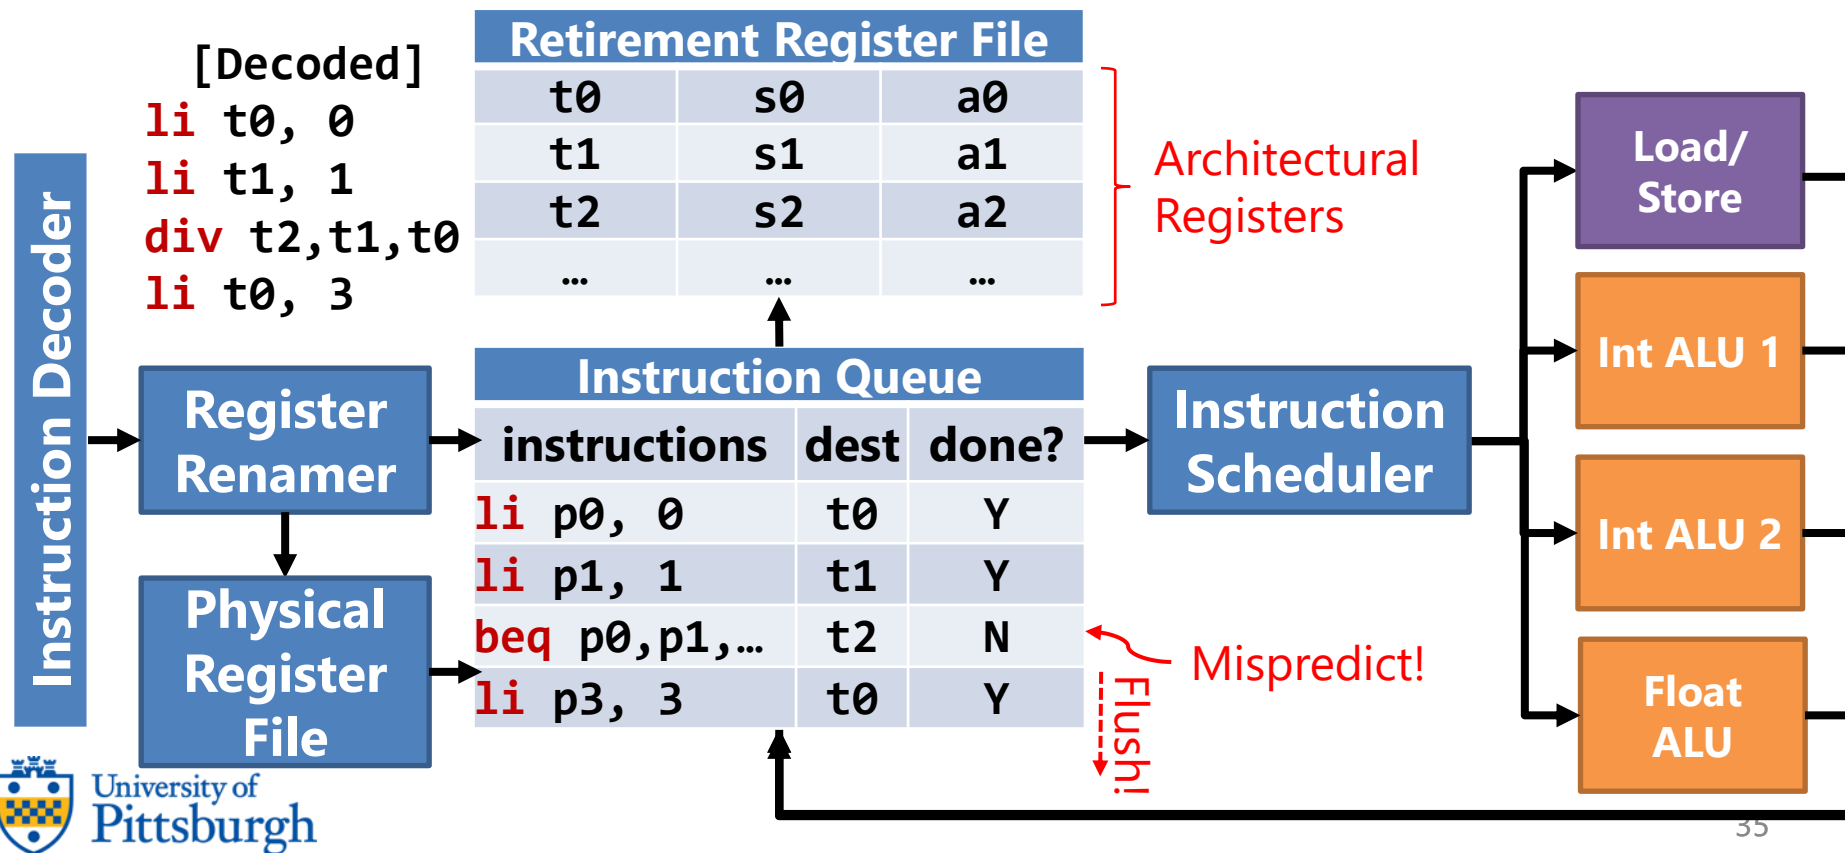 [Decoded]
li t0, 0
li t1, 1
div t2,t1,t0
li t0, 3
Instruction Decoder
Register
Renamer
Physical
Register
File
Retirement Register File
t0 s0 a0
t1 s1 a1
t2 s2 a2
… … …
Architectural
Registers
Instruction Queue
instructions dest done?
li p0, 0 t0 Y
li p1, 1 t1 Y
beq p0,p1,… t2 N
li p3, 3 t0 Y
Mispredict!
Flush!
Instruction
Scheduler
Load/
Store
Int ALU 1
Int ALU 2
Float
ALU
University of
Pittsburgh
35